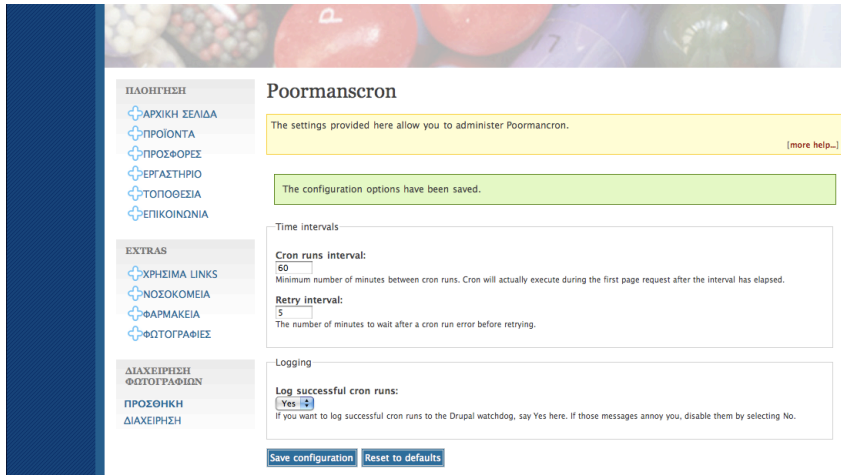 ΠΛΟΗΓΗΣΗ
ΑΡΧΙΚΗ ΣΕΛΙΔΑ
ΠΡΟΪΟΝΤΑ
ΠΡΟΣΦΟΡΕΣ
ΕΡΓΑΣΤΗΡΙΟ
ΤΟΠΟΘΕΣΙΑ
ΕΠΙΚΟΙΝΩΝΙΑ
EXTRAS
ΧΡΗΣΙΜΑ LINKS
ΝΟΣΟΚΟΜΕΙΑ
ΦΑΡΜΑΚΕΙΑ
ΦΩΤΟΓΡΑΦΙΕΣ
ΔΙΑΧΕΙΡΗΣΗ
ΦΩΤΟΓΡΑΦΙΩΝ
ΠΡΟΣΘΗΚΗ
ΔΙΑΧΕΙΡΗΣΗ
Poormanscron
The settings provided here allow you to administer Poormancron.
[more help...]
The configuration options have been saved.
Time intervals
Cron runs interval:
60
Minimum number of minutes between cron runs. Cron will actually execute during the first page request after the interval has elapsed.
Retry interval:
5
The number of minutes to wait after a cron run error before retrying.
Logging
Log successful cron runs:
Yes
If you want to log successful cron runs to the Drupal watchdog, say Yes here. If those messages annoy you, disable them by selecting No.
Save configuration Reset to defaults